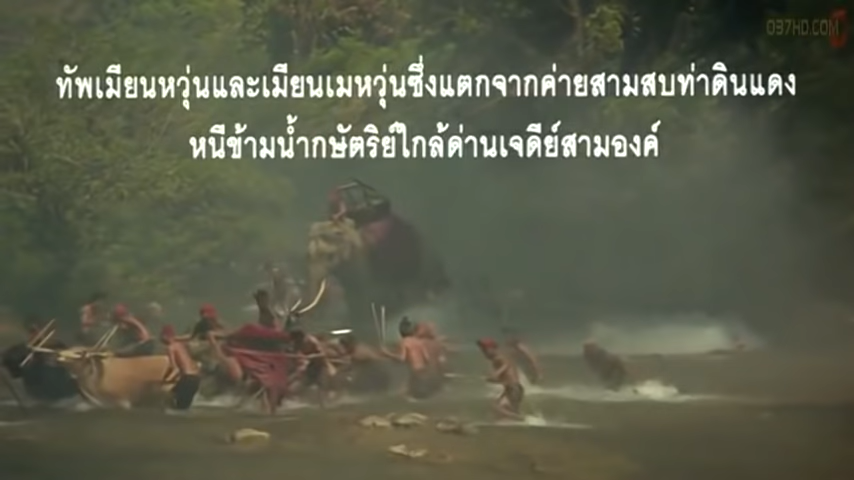 037HD.COM
ทัพเมียนหวุ่นและเมียนเมหวุ่นซึ่งแตกจากค่ายสามสบท่าดินแดง
หนีข้ามน้ำกษัตริย์ใกล้ด่านเจดีย์สามองค์